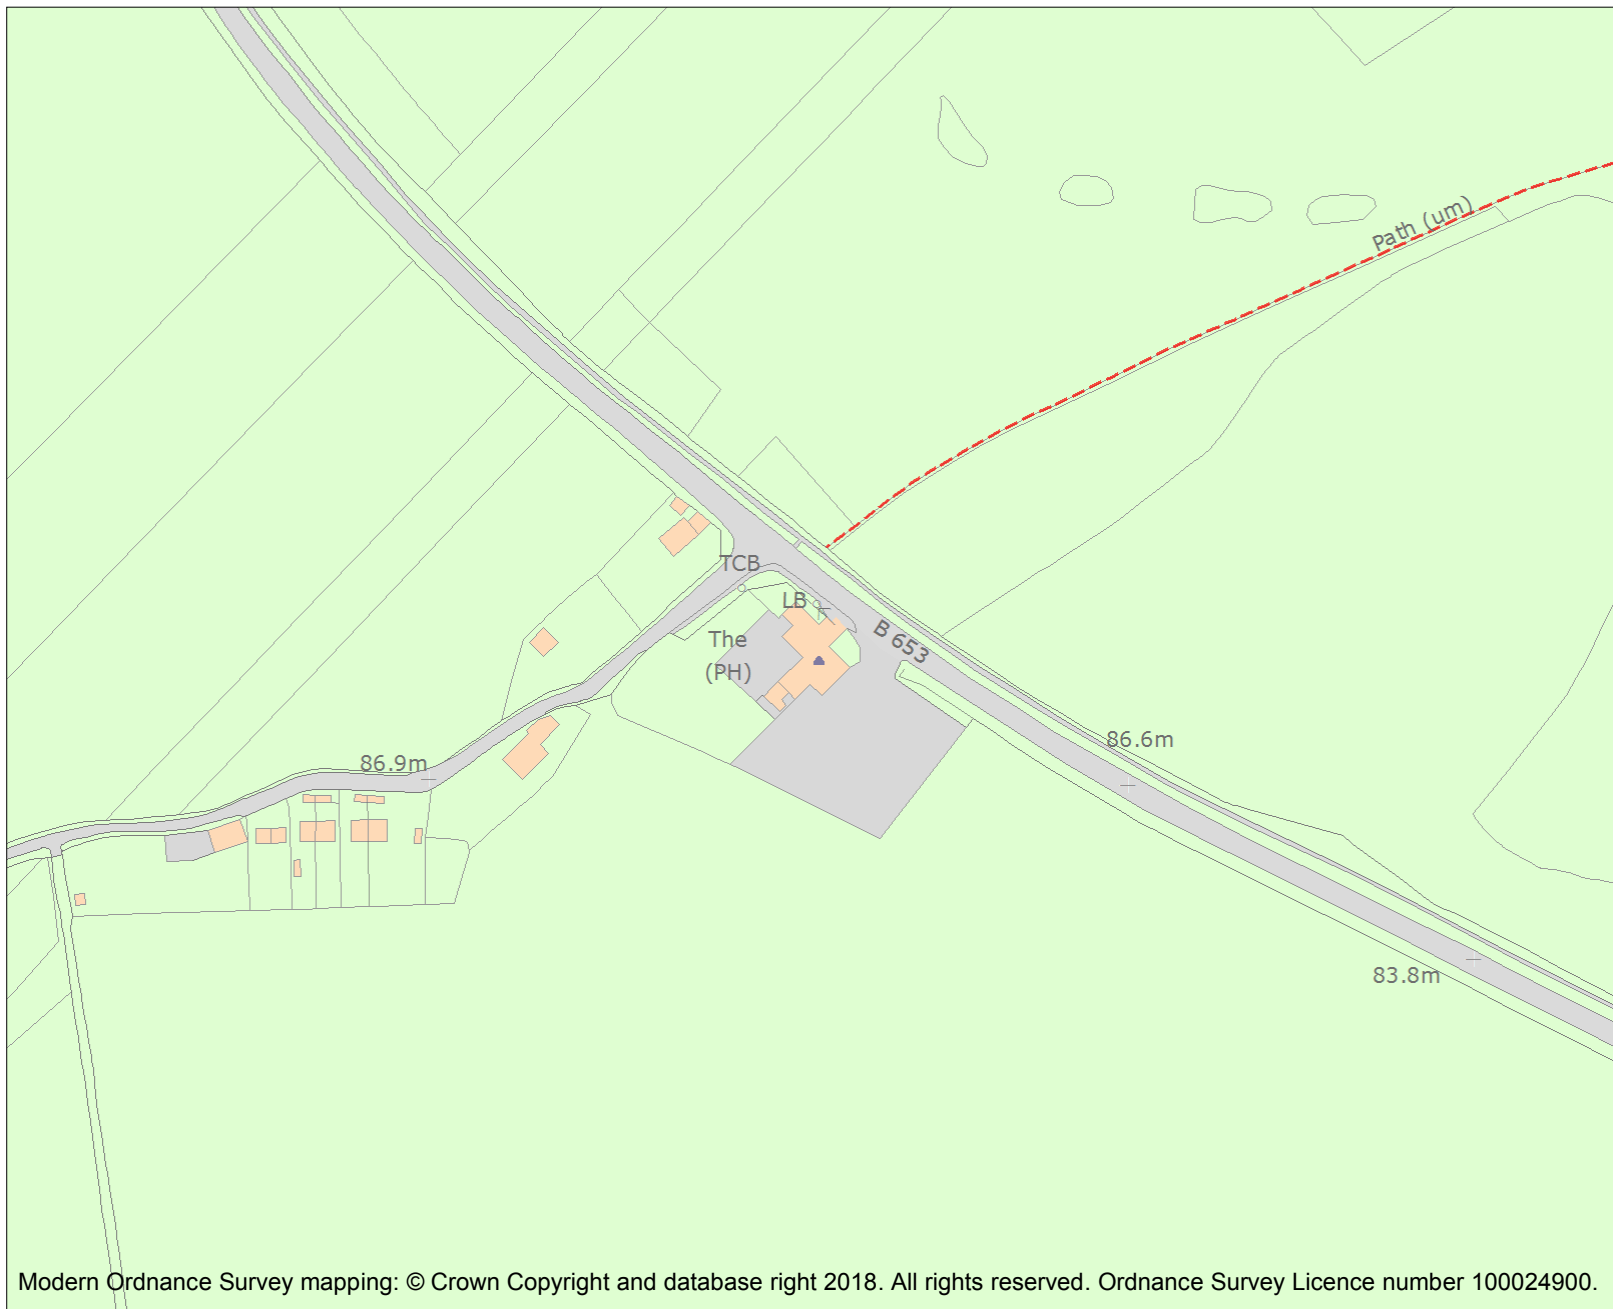 Path (um)
TCB
LB
The
(PH)
B 653
86.6m
86.9m
83.8m
Modern Ordnance Survey mapping: © Crown Copyright and database right 2018. All rights reserved. Ordnance Survey Licence number 100024900.